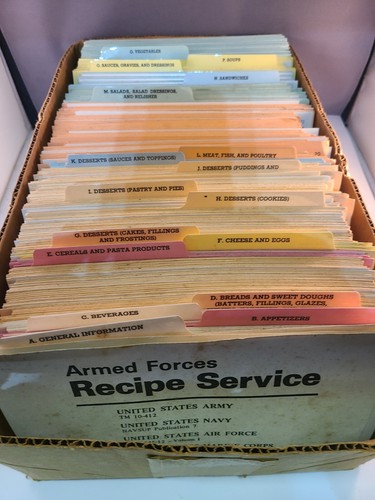 Q. VEGETABLES
O. SAUCES, GRAVIES, AND DRESSINGS
P. SOUPS
N. SANDWICHES
M. SALADS, SALAD DRESSINGS,
AND RELISHES
L. MEAT, FISH, AND POULTRY
K. DESSERTS (SAUCES AND TOPPINGS)
J. DESSERTS (PUDDINGS AND
I. DESSERTS (PASTRY AND PIES)
H. DESSERTS (COOKIES)
G. DESSERTS (CAKES, FILLINGS
AND FROSTINGS)
F. CHEESE AND EGGS
E. CEREALS AND PASTA PRODUCTS
D. BREADS AND SWEET DOUGHS
(BATTERS, FILLINGS, GLAZES,
C. BEVERAGES
B. APPETIZERS
A. GENERAL INFORMATION
Armed Forces
Recipe Service
UNITED STATES ARMY
TM 10-412
UNITED STATES NAVY
NAVSUP Publication 7
UNITED STATES AIR FORCE
CORPS